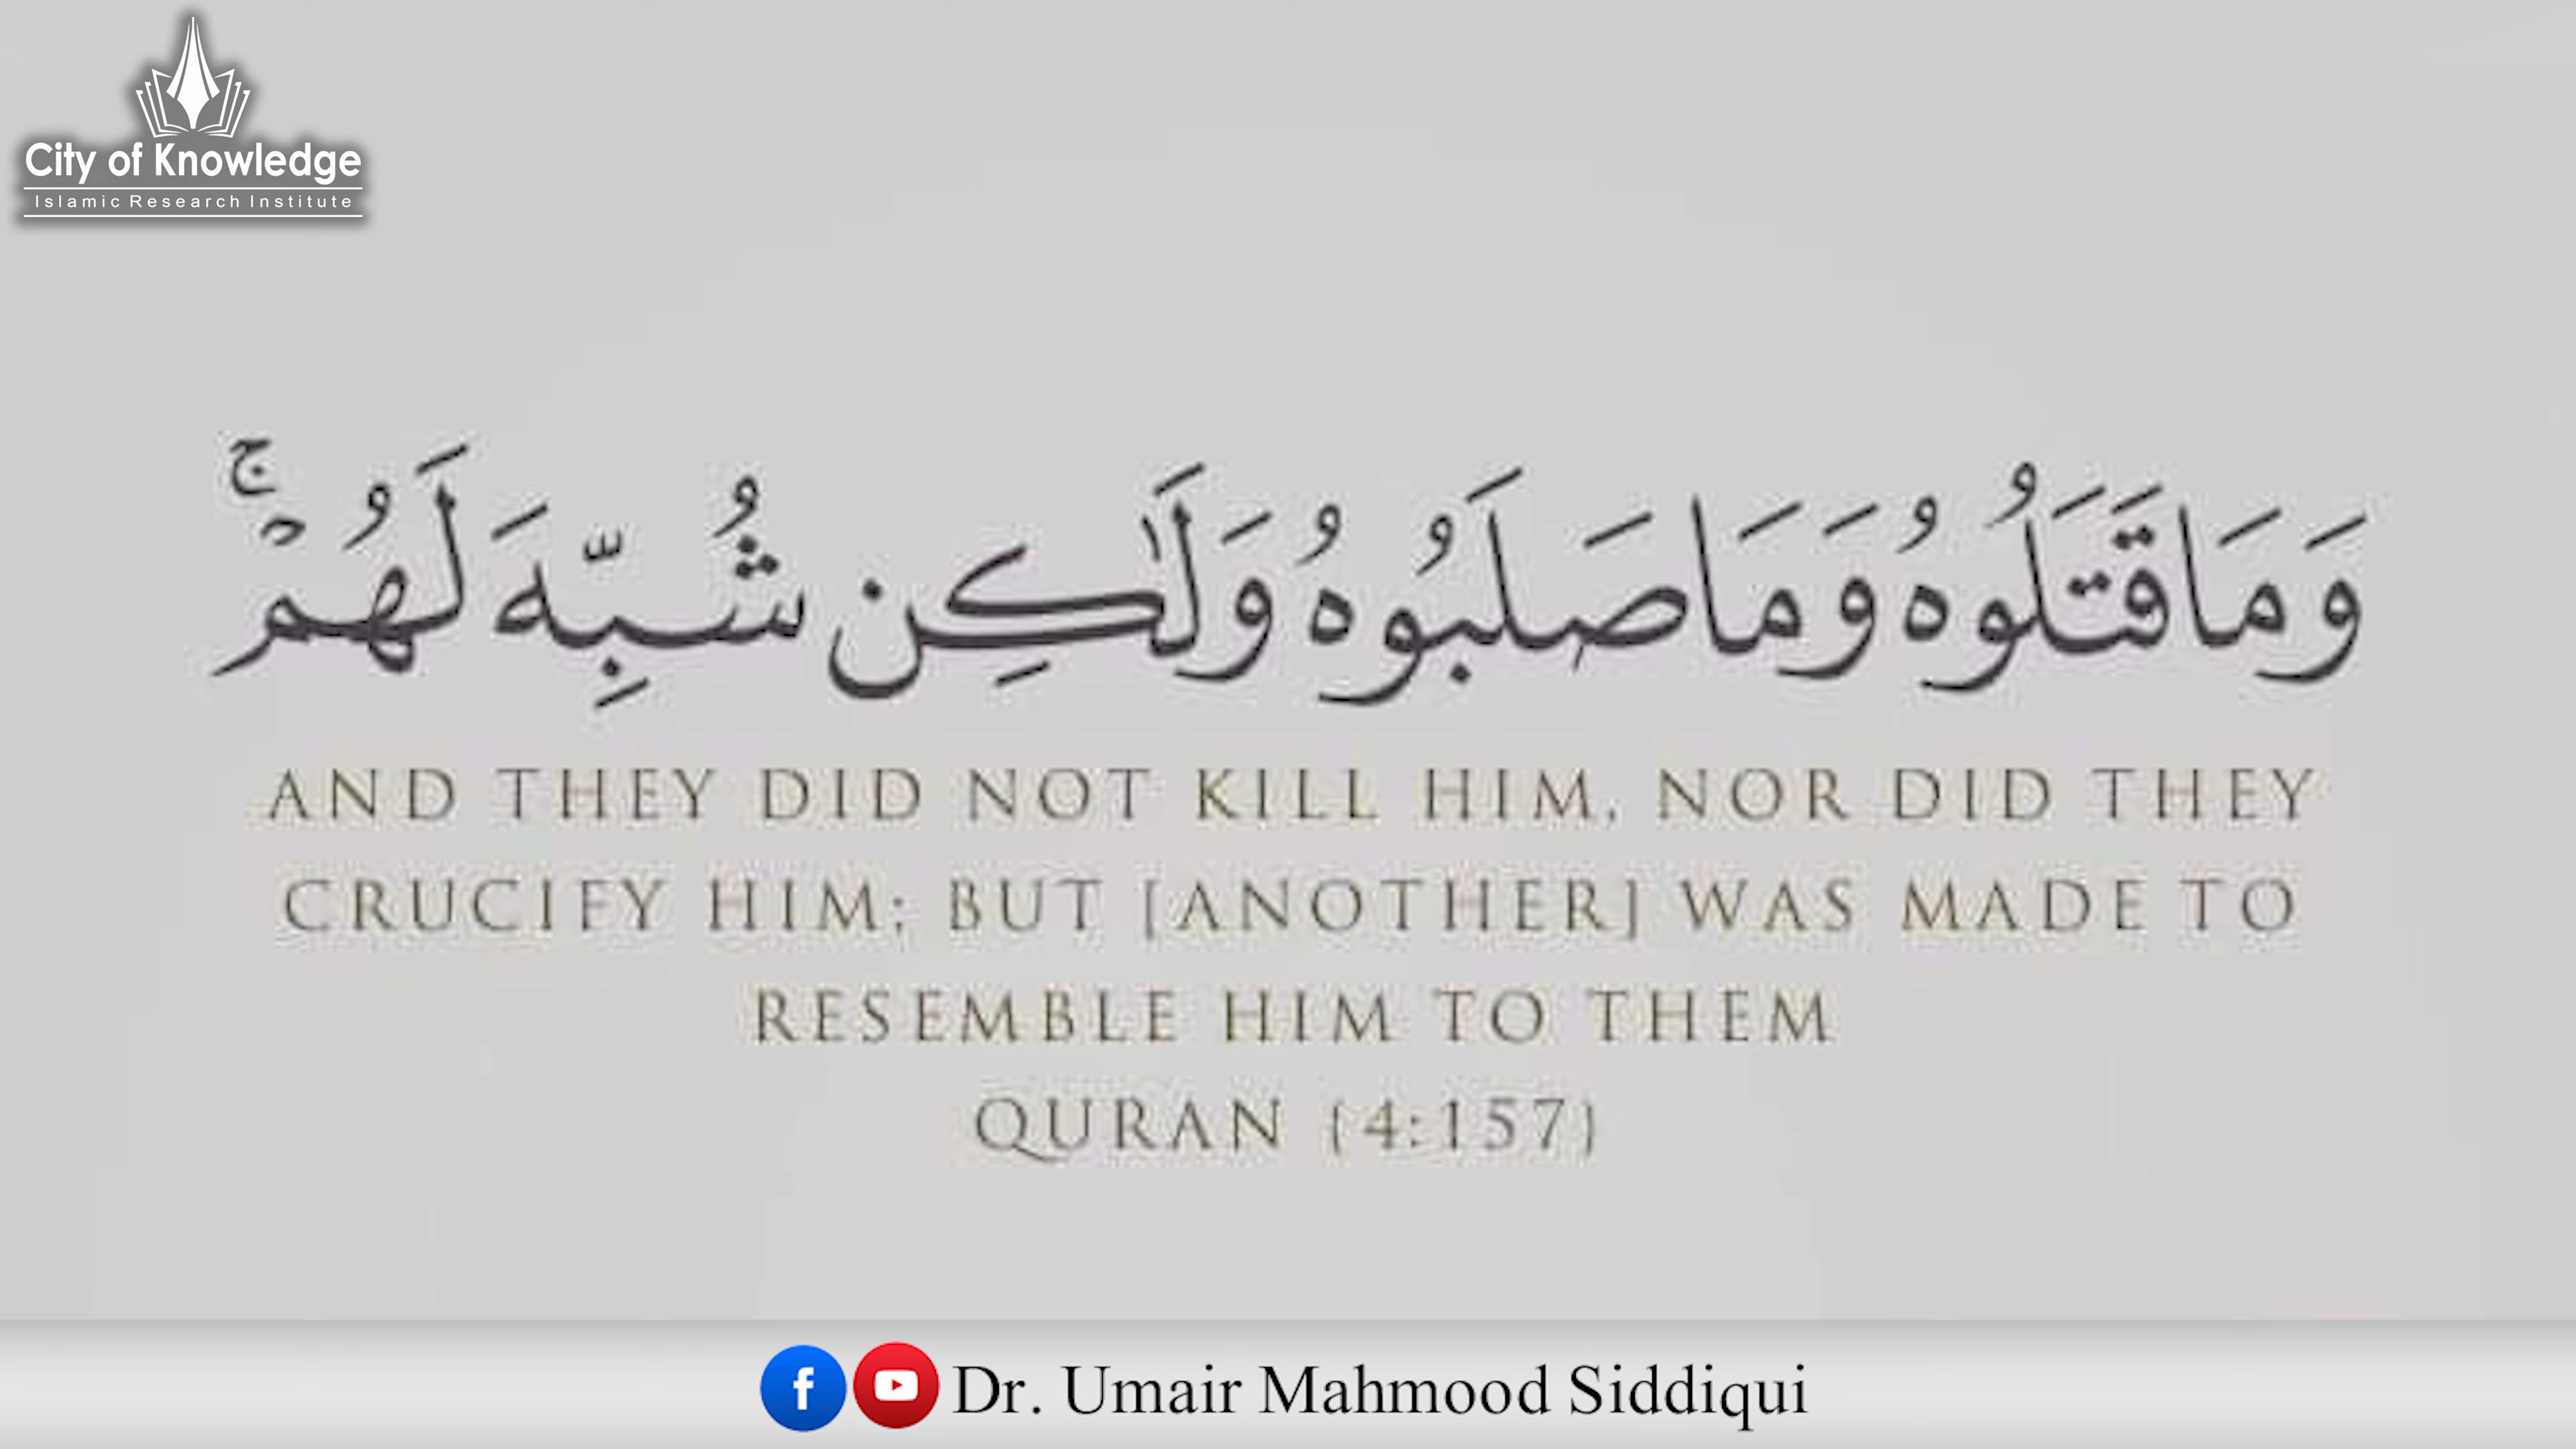 City of Knowledge
Islamic Research Institute
وَمَا قَتَلُوهُ وَمَا صَلَبُوهُ وَلَٰكِن شُبِّهَ لَهُمْ ۚ
AND THEY DID NOT KILL HIM, NOR DID THEY
CRUCIFY HIM; BUT [ANOTHER] WAS MADE TO
RESEMBLE HIM TO THEM
QURAN (4:157)
Dr. Umair Mahmood Siddiqui